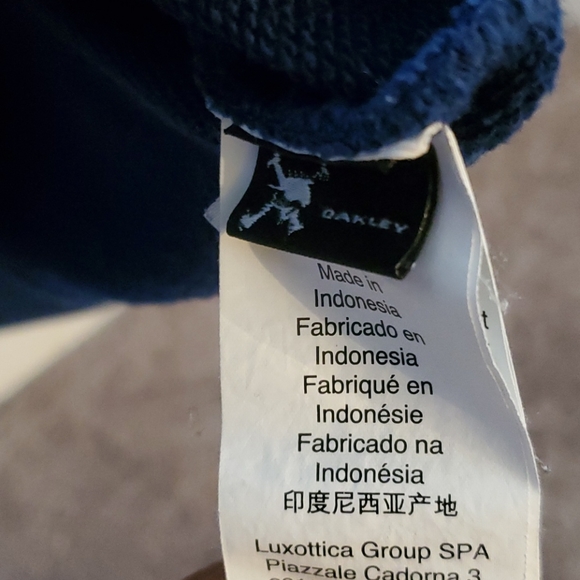 OAKLEY
Made in
Indonesia
Fabricado en
Indonesia
Fabriqué en
Indonésie
Fabricado na
Indonésia
印度尼西亚产地
t
Luxottica Group SPA
Piazzale Cadorna 3